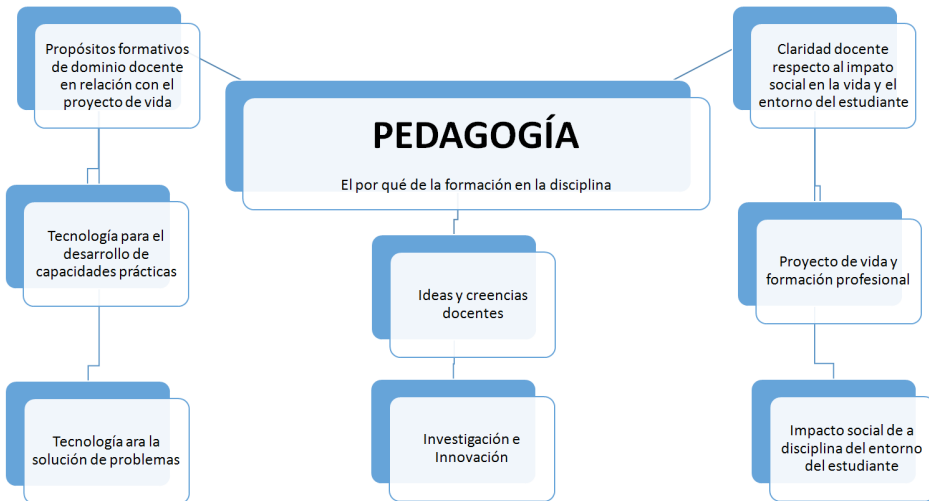 Propósitos formativos
de dominio docente
en relación con el
proyecto de vida
Claridad docente
respecto al impato
social en la vida y el
entorno del estudiante
PEDAGOGÍA
El por qué de la formación en la disciplina
Tecnología para el
desarrollo de
capacidades prácticas
Ideas y creencias
docentes
Proyecto de vida y
formación profesional
Tecnología ara la
solución de problemas
Investigación e
Innovación
Impacto social de a
disciplina del entorno
del estudiante